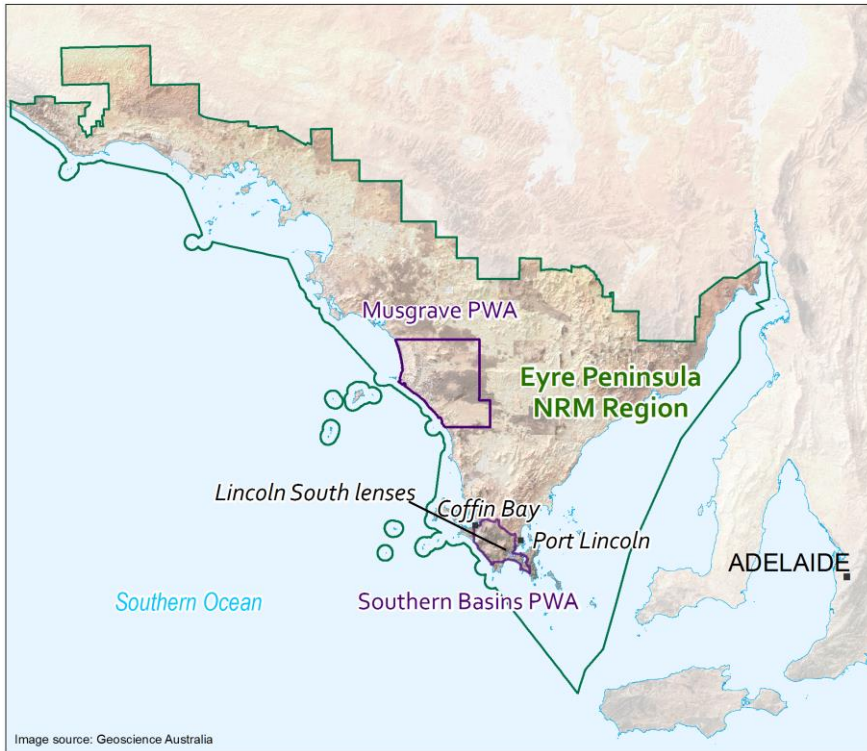 Musgrave PWA
Eyre Peninsula
NRM Region
Lincoln South lenses
Coffin Bay
Port Lincoln
ADELAIDE
Southern Ocean
Southern Basins PWA
Image source: Geoscience Australia